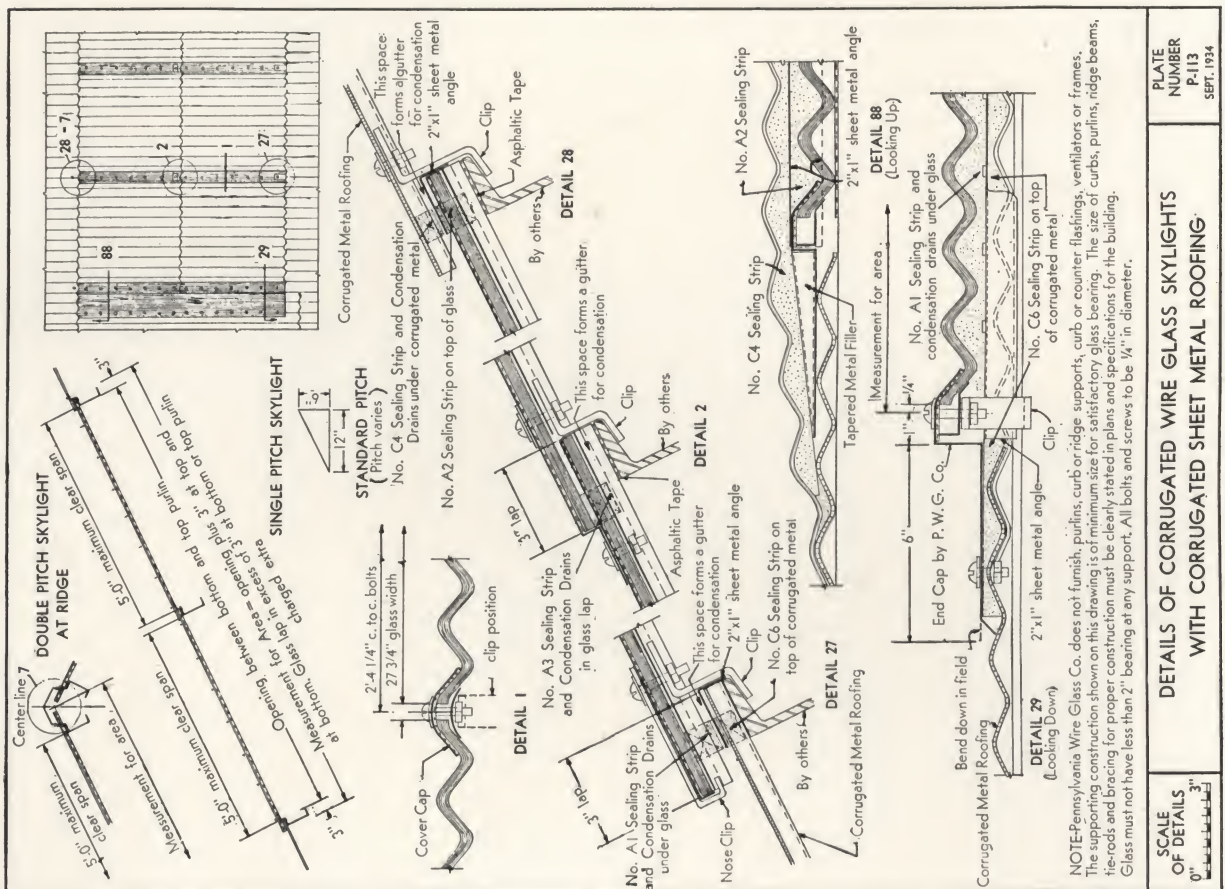 DOUBLE PITCH SKYLIGHT
AT RIDGE
Center line
7
5'-0" maximum
clear span
Measurement for area
5'-0" maximum clear span
5'-0" maximum clear span
3"
3"
Opening between bottom and top purlin
Measurement for Area = opening plus 3" at top and
at bottom. Glass lap in excess of 3" at bottom or top purlin
charged extra
SINGLE PITCH SKYLIGHT
12"
STANDARD PITCH
(Pitch varies)
28 - 7
2
1
27
88
29
Cover Cap
2'.4 1/4" c. to c. bolts
27 3/4" glass width
clip position
DETAIL 1
Corrugated Metal Roofing
This space
forms a gutter
for condensation
2"x1" sheet metal
angle
No. C4 Sealing Strip and Condensation
Drains under corrugated metal
No. A2 Sealing Strip on top of glass
Clip
Asphaltic Tape
By others
DETAIL 28
This space forms a gutter
for condensation
Clip
By others
3" lap
DETAIL 2
Asphaltic Tape
No. A3 Sealing Strip
and Condensation Drains
in glass lap
This space forms a gutter
for condensation
2"x1" sheet metal angle
Clip
No. C6 Sealing Strip on
top of corrugated metal
3" lap
No. A1 Sealing Strip
and Condensation Drains
under glass
Nose Clip
By others
DETAIL 27
Corrugated Metal Roofing
No. C4 Sealing Strip
No. A2 Sealing Strip
Tapered Metal Filler
2"x1" sheet metal angle
DETAIL 88
(Looking Up)
Measurement for area
1"
1/4"
6"
No. A1 Sealing Strip and
condensation drains under glass
End Cap by P.W.G. Co.
No. C6 Sealing Strip on top
of corrugated metal
Clip
2"x1" sheet metal angle
Bend down in field
Corrugated Metal Roofing
DETAIL 29
(Looking Down)
NOTE-Pennsylvania Wire Glass Co. does not furnish, purlins, curb or ridge supports, curb or counter flashings, ventilators or frames.
The supporting construction shown on this drawing is of minimum size for satisfactory glass bearing. The size of curbs, purlins, ridge beams,
tie-rods and bracing for proper construction must be clearly stated in plans and specifications for the building.
Glass must not have less than 2" bearing at any support. All bolts and screws to be 1/4" in diameter.
SCALE
OF DETAILS
0" 3"
DETAILS OF CORRUGATED WIRE GLASS SKYLIGHTS
WITH CORRUGATED SHEET METAL ROOFING
PLATE
NUMBER
P-113
SEPT. 1934